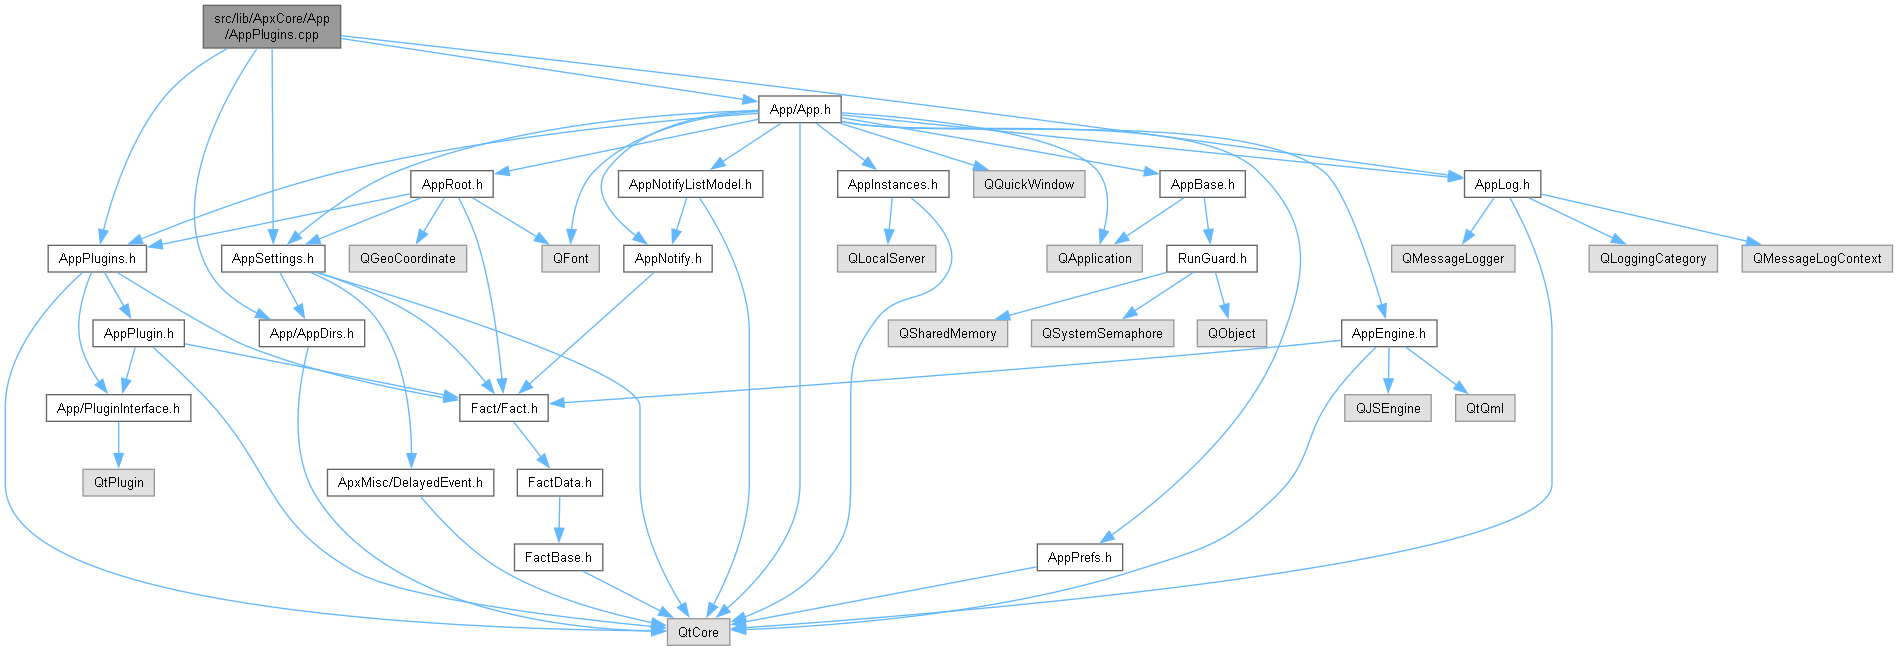 src/lib/ApxCore/App
/AppPlugins.cpp
App/App.h
AppRoot.h
AppNotifyListModel.h
AppInstances.h
QQuickWindow
AppBase.h
AppLog.h
AppPlugins.h
AppSettings.h
QGeoCoordinate
QFont
AppNotify.h
QLocalServer
QApplication
RunGuard.h
QMessageLogger
QLoggingCategory
QMessageLogContext
AppPlugin.h
App/AppDirs.h
QSharedMemory
QSystemSemaphore
QObject
AppEngine.h
App/PluginInterface.h
Fact/Fact.h
QJSEngine
QtQml
QtPlugin
ApxMisc/DelayedEvent.h
FactData.h
FactBase.h
AppPrefs.h
QtCore